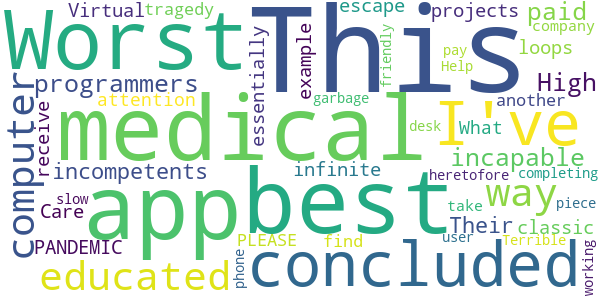 Virtual tragedy escape projects paid
Worst This friendly company
programmers essentially example pay Help loops
attention High
computer receive medical garbage I've another
desk What
incompetents infinite incapable
heretofore completing
slow app best take way piece
Care Their classic
PANDEMIC PLEASE find user Terrible
educated phone concluded working